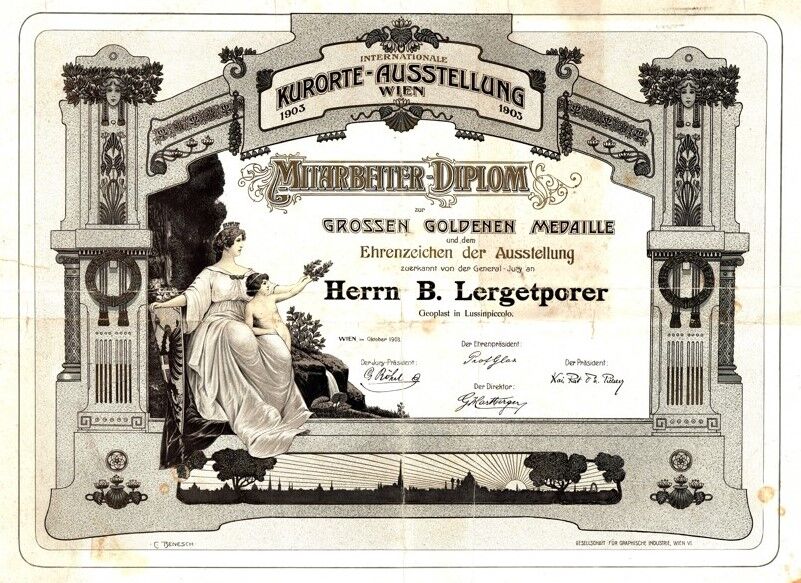 INTERNATIONALE
KURORTE-AUSSTELLUNG
WIEN
1903 1903
MITARBEITER-DIPLOM
zur
GROSSEN GOLDENEN MEDAILLE
und dem
Ehrenzeichen der Ausstellung
zuerkannt von der General-Jury an
Herrn B. Lergetporer
Geoplast in Lussinpiccolo.
WIEN, im Oktober 1903.
Der Jury-Präsident:
Der Ehrenpräsident:
Prof Glax
Der Präsident:
Der Direktor:
C BENESCH
GESELLSCHAFT FÜR GRAPHISCHE INDUSTRIE, WIEN VI.